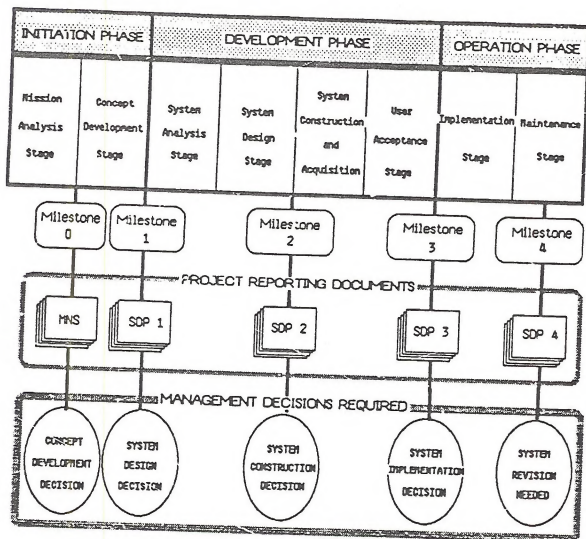 INITIATION PHASE
DEVELOPMENT PHASE
OPERATION PHASE
Mission
Analysis
Stage
Concept
Development
Stage
System
Analysis
Stage
System
Design
Stage
System
Construction
and
Acquisition
User
Acceptance
Stage
Implementation
Stage
Maintenance
Stage
Milestone
0
Milestone
1
Milestone
2
Milestone
3
Milestone
4
PROJECT REPORTING DOCUMENTS
MNS
SDP 1
SDP 2
SDP 3
SDP 4
MANAGEMENT DECISIONS REQUIRED
CONCEPT
DEVELOPMENT
DECISION
SYSTEM
DESIGN
DECISION
SYSTEM
CONSTRUCTION
DECISION
SYSTEM
IMPLEMENTATION
DECISION
SYSTEM
REVISION
NEEDED